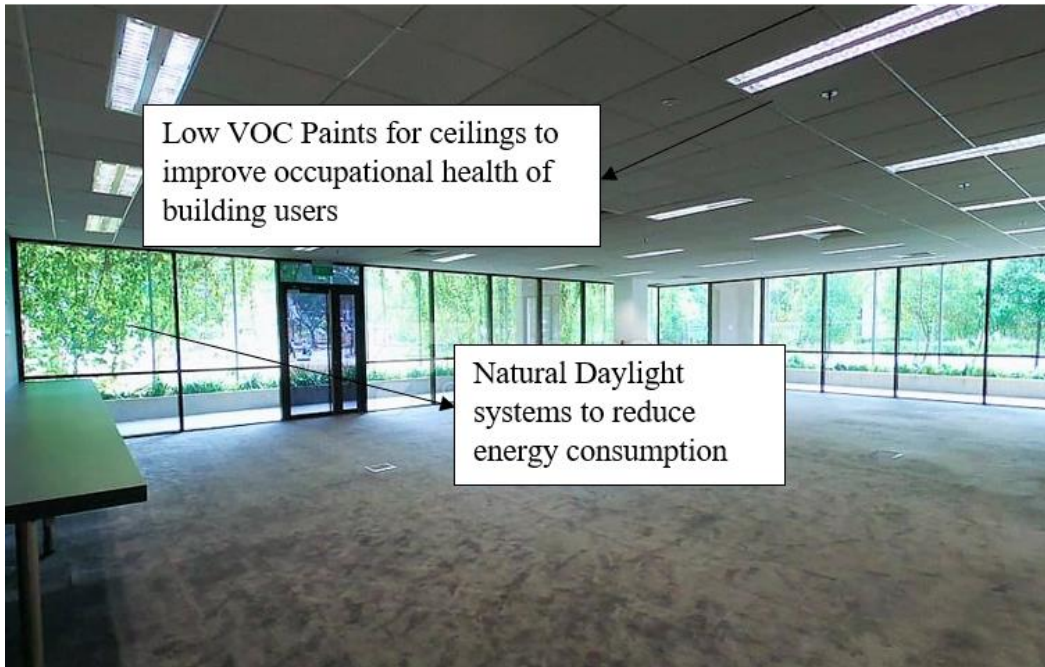 Low VOC Paints for ceilings to
improve occupational health of
building users
Natural Daylight
systems to reduce
energy consumption